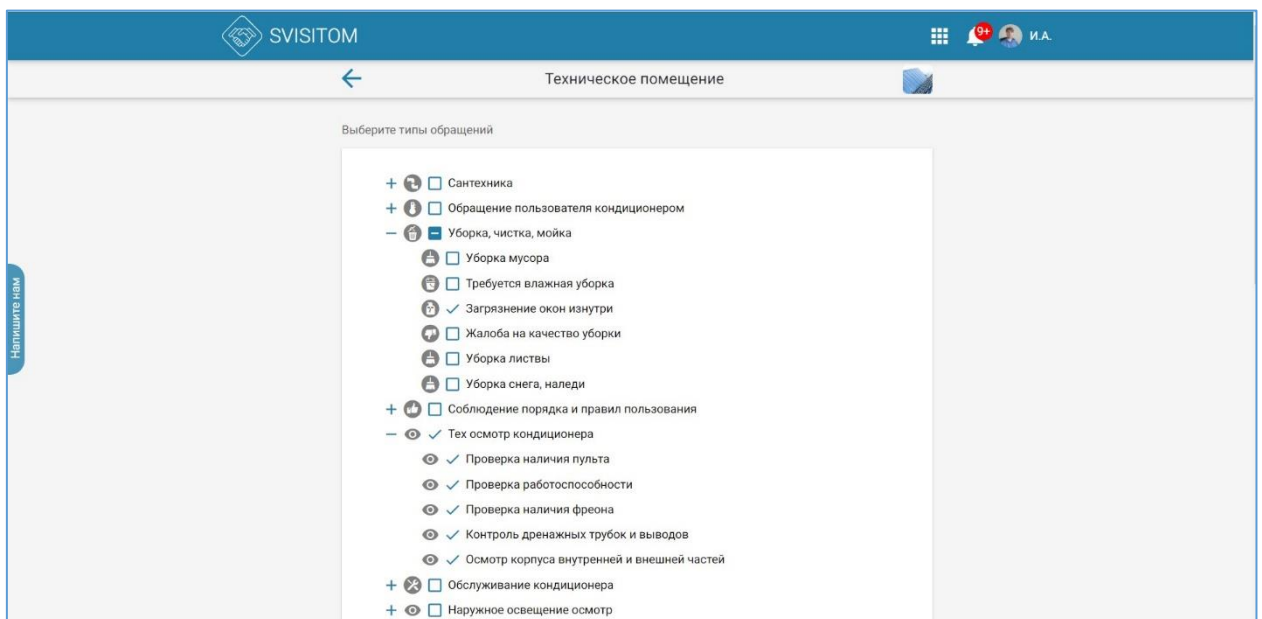 SVISITOM
9+
И.А.
Техническое помещение
Выберите типы обращений
Сантехника
Обращение пользователя кондиционером
Уборка, чистка, мойка
Уборка мусора
Требуется влажная уборка
Загрязнение окон изнутри
Жалоба на качество уборки
Уборка листвы
Уборка снега, наледи
Соблюдение порядка и правил пользования
Тех осмотр кондиционера
Проверка наличия пульта
Проверка работоспособности
Проверка наличия фреона
Контроль дренажных трубок и выводов
Осмотр корпуса внутренней и внешней частей
Обслуживание кондиционера
Наружное освещение осмотр
Напишите нам